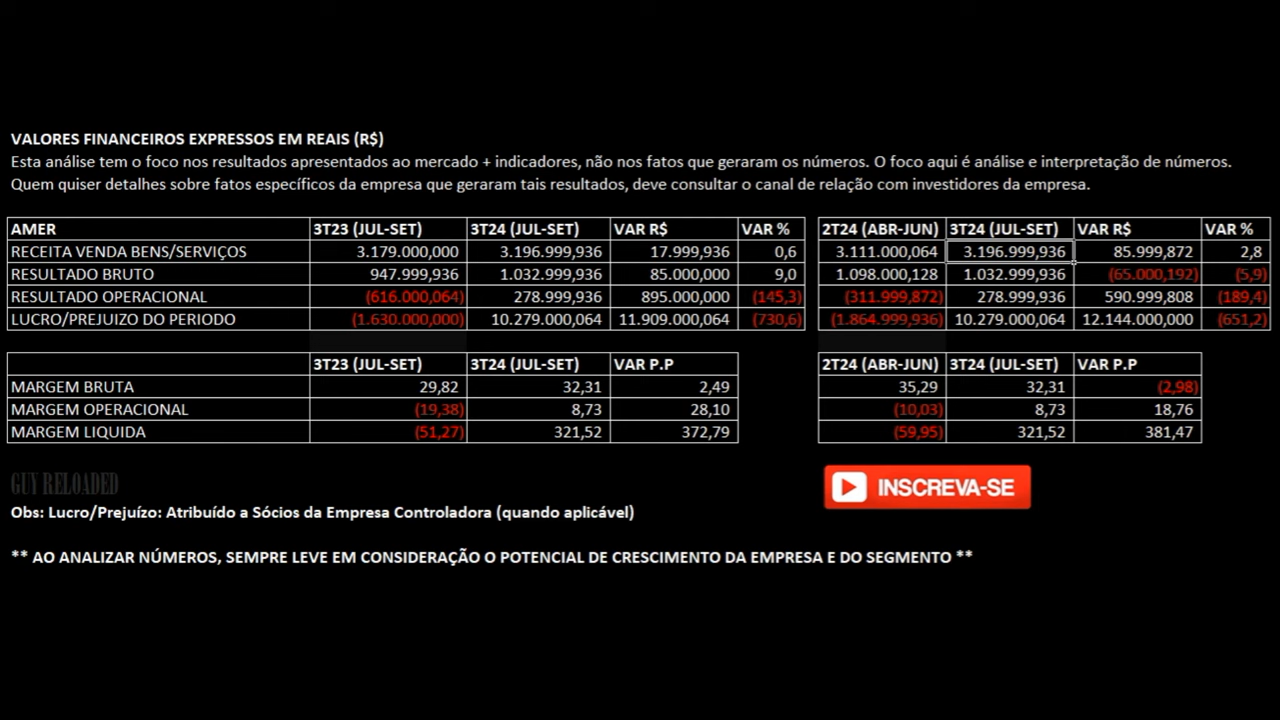 VALORES FINANCEIROS EXPRESSOS EM REAIS (R$)
Esta análise tem o foco nos resultados apresentados ao mercado + indicadores, não nos fatos que geraram os números. O foco aqui é análise e interpretação de números.
Quem quiser detalhes sobre fatos específicos da empresa que geraram tais resultados, deve consultar o canal de relação com investidores da empresa.
AMER 3T23 (JUL-SET) 3T24 (JUL-SET) VAR R$ VAR % 2T24 (ABR-JUN) 3T24 (JUL-SET) VAR R$ VAR %
RECEITA VENDA BENS/SERVIÇOS 3.179.000,000 3.196.999,936 17.999,936 0,6 3.111.000,064 3.196.999,936 85.999,872 2,8
RESULTADO BRUTO 947.999,936 1.032.999,936 85.000,000 9,0 1.098.000,128 1.032.999,936 (65.000,192) (5,9)
RESULTADO OPERACIONAL (616.000,064) 278.999,936 895.000,000 (145,3) (311.999,872) 278.999,936 590.999,808 (189,4)
LUCRO/PREJUIZO DO PERIODO (1.630.000,000) 10.279.000,064 11.909.000,064 (730,6) (1.864.999,936) 10.279.000,064 12.144.000,000 (651,2)
3T23 (JUL-SET) 3T24 (JUL-SET) VAR P.P 2T24 (ABR-JUN) 3T24 (JUL-SET) VAR P.P
MARGEM BRUTA 29,82 32,31 2,49 35,29 32,31 (2,98)
MARGEM OPERACIONAL (19,38) 8,73 28,10 (10,03) 8,73 18,76
MARGEM LIQUIDA (51,27) 321,52 372,79 (59,95) 321,52 381,47
GUY RELOADED
INSCREVA-SE
Obs: Lucro/Prejuízo: Atribuído a Sócios da Empresa Controladora (quando aplicável)
** AO ANALIZAR NÚMEROS, SEMPRE LEVE EM CONSIDERAÇÃO O POTENCIAL DE CRESCIMENTO DA EMPRESA E DO SEGMENTO **